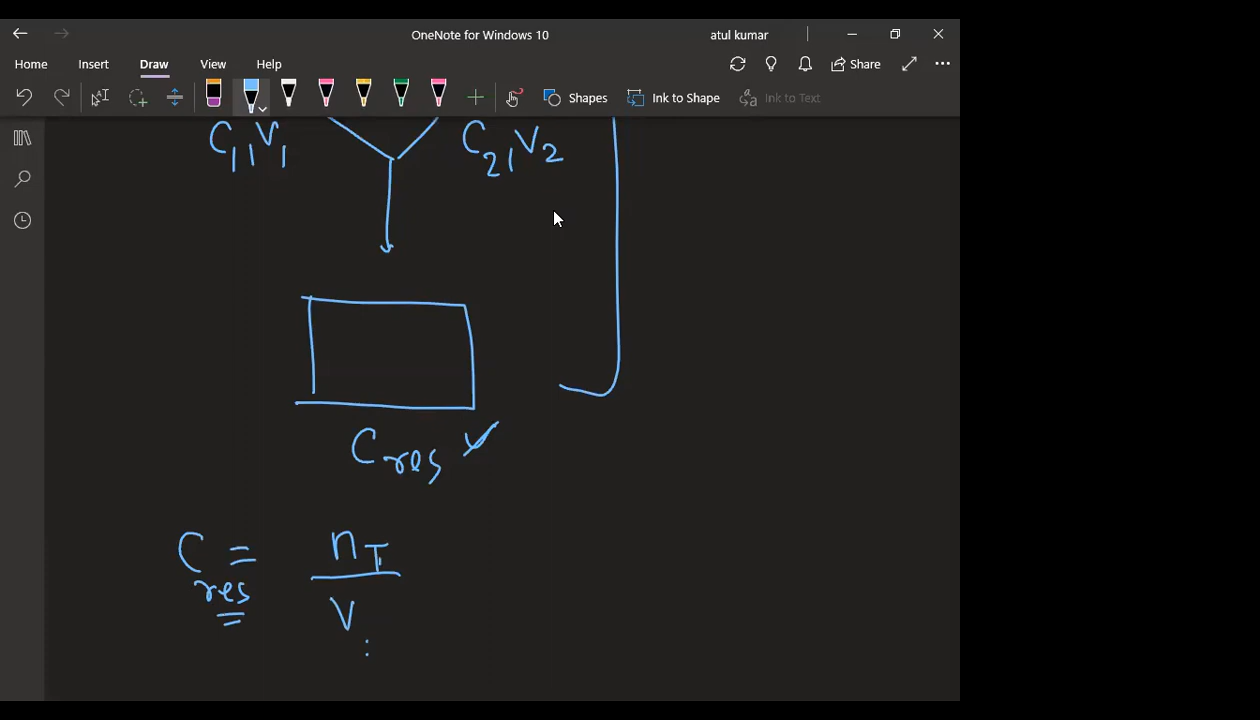 OneNote for Windows 10
atul kumar
Home Insert Draw View Help
Share
Shapes
Ink to Shape
Ink to Text
C1, V1
C2, V2
Cres ✓
Cres = nT
V